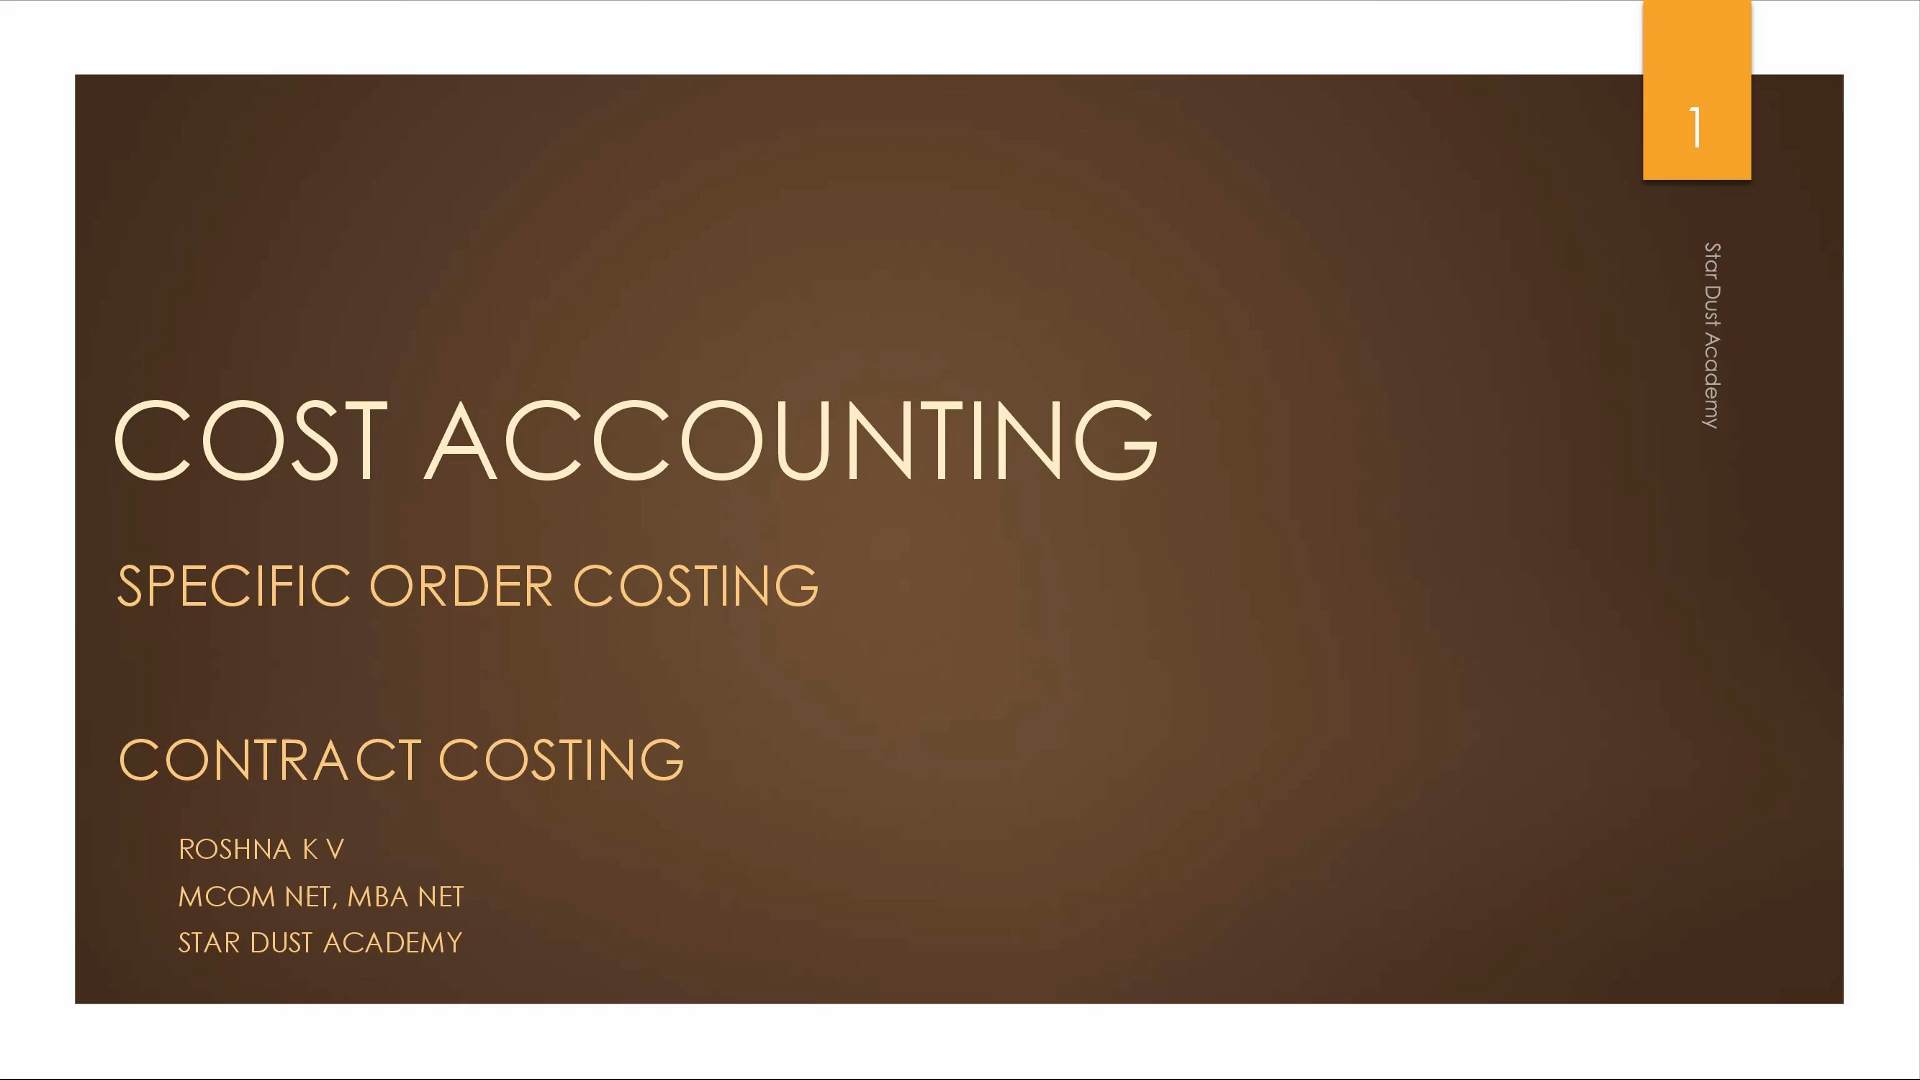 1
Star Dust Academy
COST ACCOUNTING
SPECIFIC ORDER COSTING
CONTRACT COSTING
ROSHNA K V
MCOM NET, MBA NET
STAR DUST ACADEMY